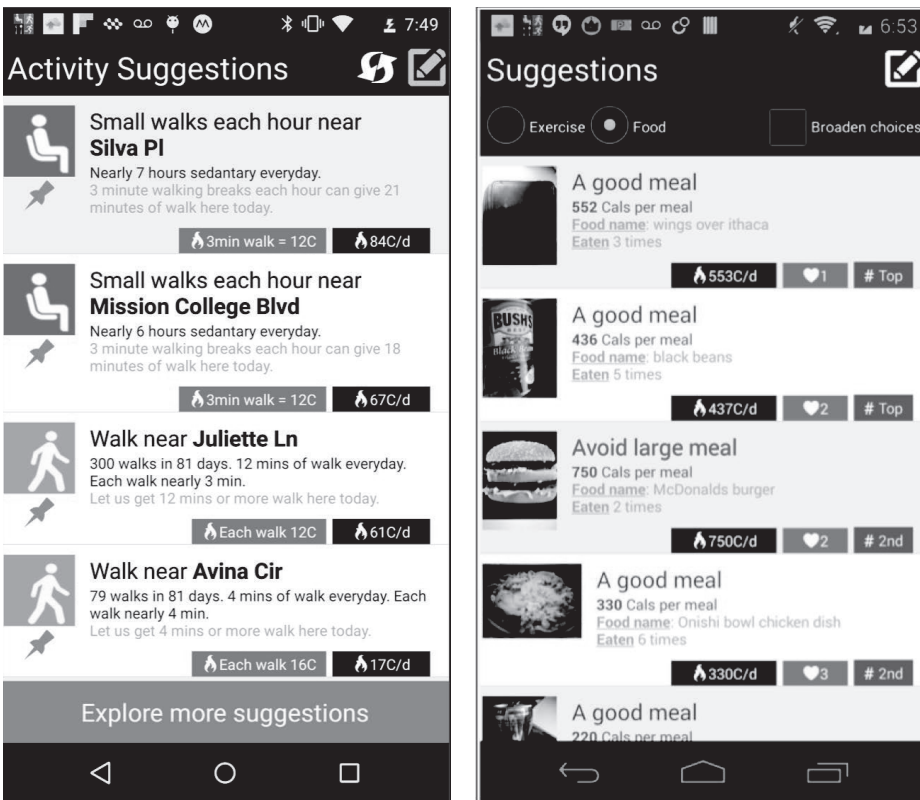 7:49
Activity Suggestions
Small walks each hour near
Silva Pl
Nearly 7 hours sedantary everyday.
3 minute walking breaks each hour can give 21
minutes of walk here today.
3min walk = 12C 84C/d
Small walks each hour near
Mission College Blvd
Nearly 6 hours sedantary everyday.
3 minute walking breaks each hour can give 18
minutes of walk here today.
3min walk = 12C 67C/d
Walk near Juliette Ln
300 walks in 81 days. 12 mins of walk everyday.
Each walk nearly 3 min.
Let us get 12 mins or more walk here today.
Each walk 12C 61C/d
Walk near Avina Cir
79 walks in 81 days. 4 mins of walk everyday. Each
walk nearly 4 min.
Let us get 4 mins or more walk here today.
Each walk 16C 17C/d
Explore more suggestions
6:53
Suggestions
Exercise Food Broaden choices
A good meal
552 Cals per meal
Food name: wings over ithaca
Eaten 3 times
553C/d 1 # Top
BUSH'S
Black
A good meal
436 Cals per meal
Food name: black beans
Eaten 5 times
437C/d 2 # Top
Avoid large meal
750 Cals per meal
Food name: McDonalds burger
Eaten 2 times
750C/d 2 # 2nd
A good meal
330 Cals per meal
Food name: Onishi bowl chicken dish
Eaten 6 times
330C/d 3 # 2nd
A good meal
220 Cals per meal